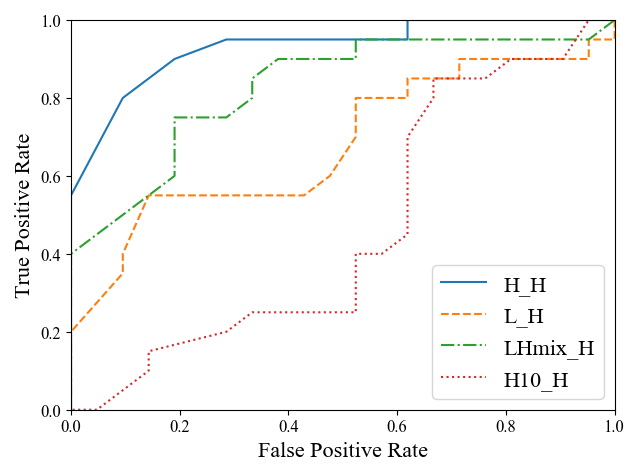 1.0
0.8
0.6
0.4
0.2
0.0
True Positive Rate
H_H
L_H
LHmix_H
H10_H
0.0 0.2 0.4 0.6 0.8 1.0
False Positive Rate